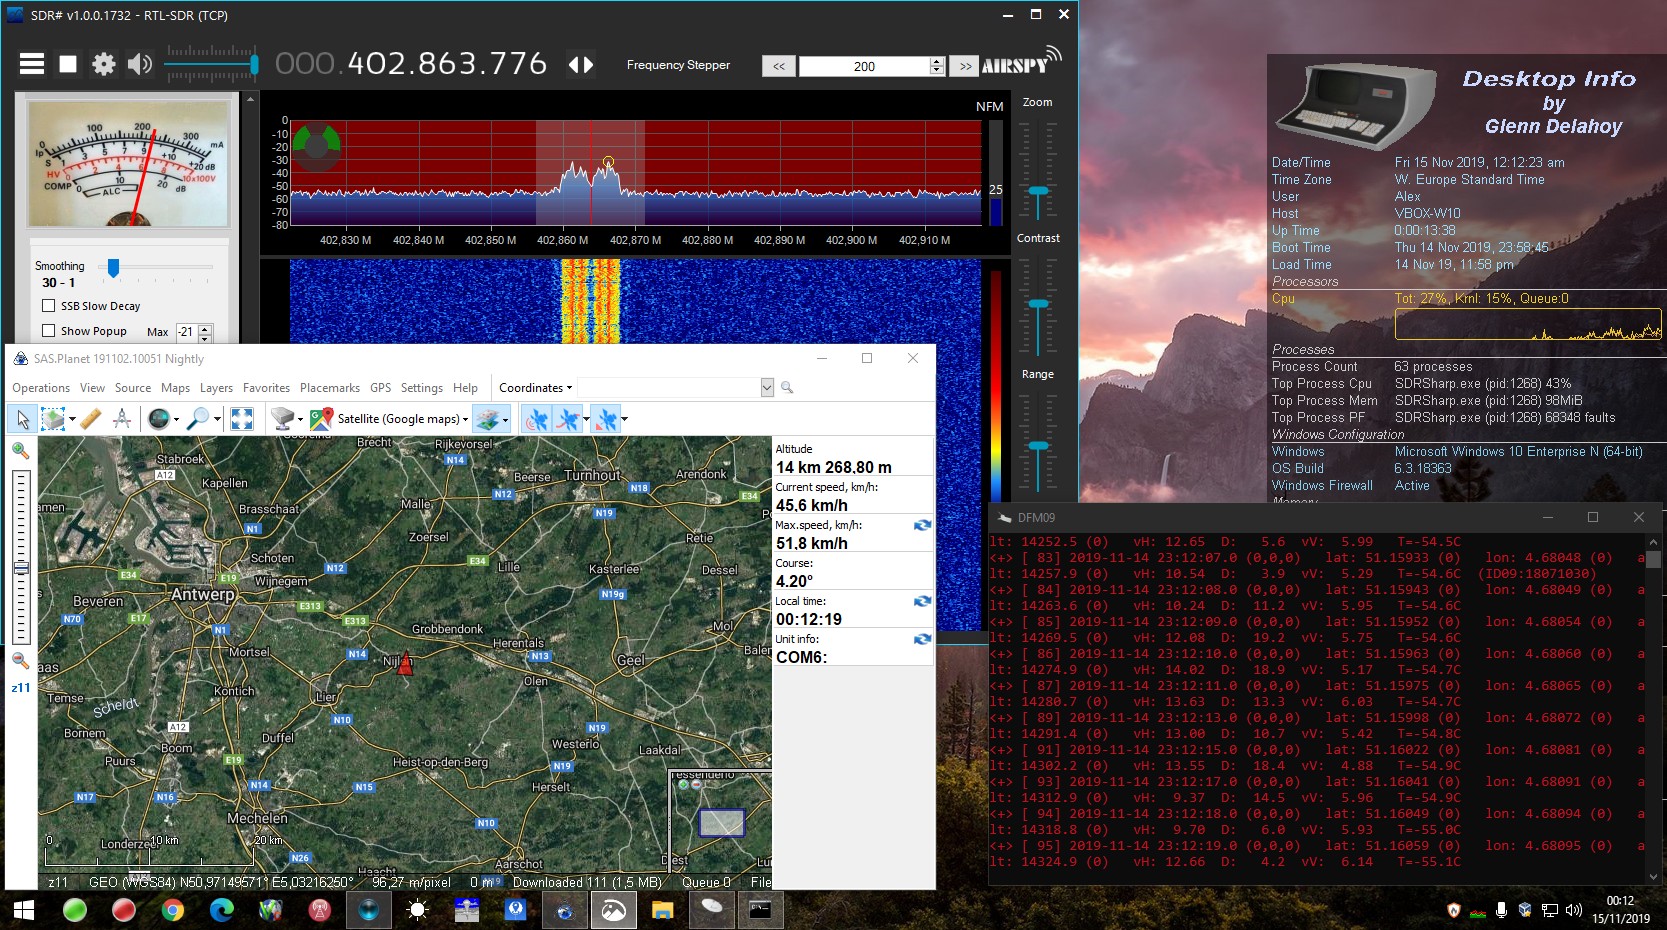 SDR# v1.0.0.1732 - RTL-SDR (TCP)
000.402.863.776
Frequency Stepper
<< 200 >>
AIRSPY
100 200 300 mA
Smoothing
30 - 1
SSB Slow Decay
Show Popup Max -21
NFM
0
-10
-20
-30
-40
-50
-60
-70
-80
25
402,830 M 402,840 M 402,850 M 402,860 M 402,870 M 402,880 M 402,890 M 402,900 M 402,910 M
Zoom
Contrast
Range
Desktop Info
by
Glenn Delahoy
Date/Time Fri 15 Nov 2019, 12:12:23 am
Time Zone W. Europe Standard Time
User Alex
Host VBOX-W10
Up Time 0:00:13:38
Boot Time Thu 14 Nov 2019, 23:58:45
Load Time 14 Nov 19, 11:58 pm
Processors
Cpu Tot: 27%, Krnl: 15%, Queue:0
Processes
Process Count 63 processes
Top Process Cpu SDRSharp.exe (pid:1268) 43%
Top Process Mem SDRSharp.exe (pid:1268) 98MiB
Top Process PF SDRSharp.exe (pid:1268) 68348 faults
Windows Configuration
Windows Microsoft Windows 10 Enterprise N (64-bit)
OS Build 6.3.18363
Windows Firewall Active
Memory
SAS.Planet 191102.10051 Nightly
Operations View Source Maps Layers Favorites Placemarks GPS Settings Help Coordinates
Satellite (Google maps)
z11
Brecht
Rijkevorsel
Stabroek
N14
A12
Kapellen
Beerse
Turnhout
Arendonk
Brasschaat
Malle
N12
N18
E34
N1
N19
Schoten
Zoersel
Retie
N12
E34
Lille
Kasterlee
Dessel
E34
E19
Wijnegem
Antwerp
Beveren
E313
N19g
N70
E17
N1
E313
Grobbendonk
Mol
Mortsel
N14
Nijlen
Herentals
N13
Geel
Balen
Temse
Kontich
Lier
Olen
Scheldt
N10
Bornem
A12
Duffel
N19
Boom
Westerlo
Laakdal
Puurs
E19
Heist-op-den-Berg
N19
N17
N16
N14
N15
Herselt
Mechelen
N10
Londerzeel
0 10 km 20 km
N26
Aarschot
Diest
Haacht
z11 GEO (WGS84) N50,97149571° E5,03216250° 96,27 m/pixel 0 m Downloaded 111 (1,5 MB) Queue 0 File
Altitude
14 km 268,80 m
Current speed, km/h:
45,6 km/h
Max.speed, km/h:
51,8 km/h
Course:
4.20°
Local time:
00:12:19
Unit info:
COM6:
DFM09
lt: 14252.5 (0) vH: 12.65 D: 5.6 vV: 5.99 T=-54.5C
<+> [ 83] 2019-11-14 23:12:07.0 (0,0,0) lat: 51.15933 (0) lon: 4.68048 (0) a
lt: 14257.9 (0) vH: 10.54 D: 3.9 vV: 5.29 T=-54.6C (ID09:18071030)
<+> [ 84] 2019-11-14 23:12:08.0 (0,0,0) lat: 51.15943 (0) lon: 4.68049 (0) a
lt: 14263.6 (0) vH: 10.24 D: 11.2 vV: 5.95 T=-54.6C
<+> [ 85] 2019-11-14 23:12:09.0 (0,0,0) lat: 51.15952 (0) lon: 4.68054 (0) a
lt: 14269.5 (0) vH: 12.08 D: 19.2 vV: 5.75 T=-54.6C
<+> [ 86] 2019-11-14 23:12:10.0 (0,0,0) lat: 51.15963 (0) lon: 4.68060 (0) a
lt: 14274.9 (0) vH: 14.02 D: 18.9 vV: 5.17 T=-54.7C
<+> [ 87] 2019-11-14 23:12:11.0 (0,0,0) lat: 51.15975 (0) lon: 4.68065 (0) a
lt: 14280.7 (0) vH: 13.63 D: 13.3 vV: 6.03 T=-54.7C
<+> [ 89] 2019-11-14 23:12:13.0 (0,0,0) lat: 51.15998 (0) lon: 4.68072 (0) a
lt: 14291.4 (0) vH: 13.00 D: 10.7 vV: 5.42 T=-54.8C
<+> [ 91] 2019-11-14 23:12:15.0 (0,0,0) lat: 51.16022 (0) lon: 4.68081 (0) a
lt: 14302.2 (0) vH: 13.55 D: 18.4 vV: 4.88 T=-54.9C
<+> [ 93] 2019-11-14 23:12:17.0 (0,0,0) lat: 51.16041 (0) lon: 4.68091 (0) a
lt: 14312.9 (0) vH: 9.37 D: 14.5 vV: 5.96 T=-54.9C
<+> [ 94] 2019-11-14 23:12:18.0 (0,0,0) lat: 51.16049 (0) lon: 4.68094 (0) a
lt: 14318.8 (0) vH: 9.70 D: 6.0 vV: 5.93 T=-55.0C
<+> [ 95] 2019-11-14 23:12:19.0 (0,0,0) lat: 51.16059 (0) lon: 4.68095 (0) a
lt: 14324.9 (0) vH: 12.66 D: 4.2 vV: 6.14 T=-55.1C
00:12
15/11/2019